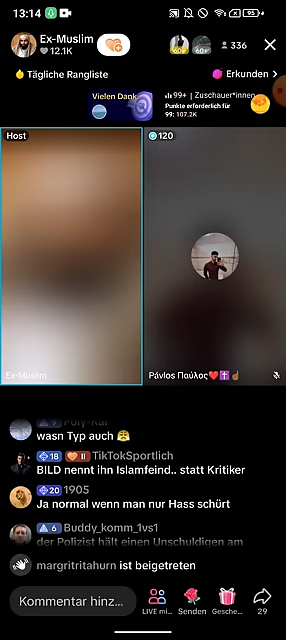 13:14
95
Ex-Muslim
12.1K
336
Tägliche Rangliste
Erkunden >
Vielen Dank
99+ | Zuschauer*innen
Punkte erforderlich für
99: 107.2K
Host
120
Ex-Muslim
Pávlos Παύλος❤️✝️☝🏾
wasn Typ auch 😤
18 II TikTokSportlich
BILD nennt ihn Islamfeind.. statt Kritiker
20 1905
Ja normal wenn man nur Hass schürt
6 Buddy_komm_1vs1
der Polizist hält einen Unschuldigen am
margritritahurn ist beigetreten
Kommentar hinz...
LIVE mi...
Senden
Gesche...
29